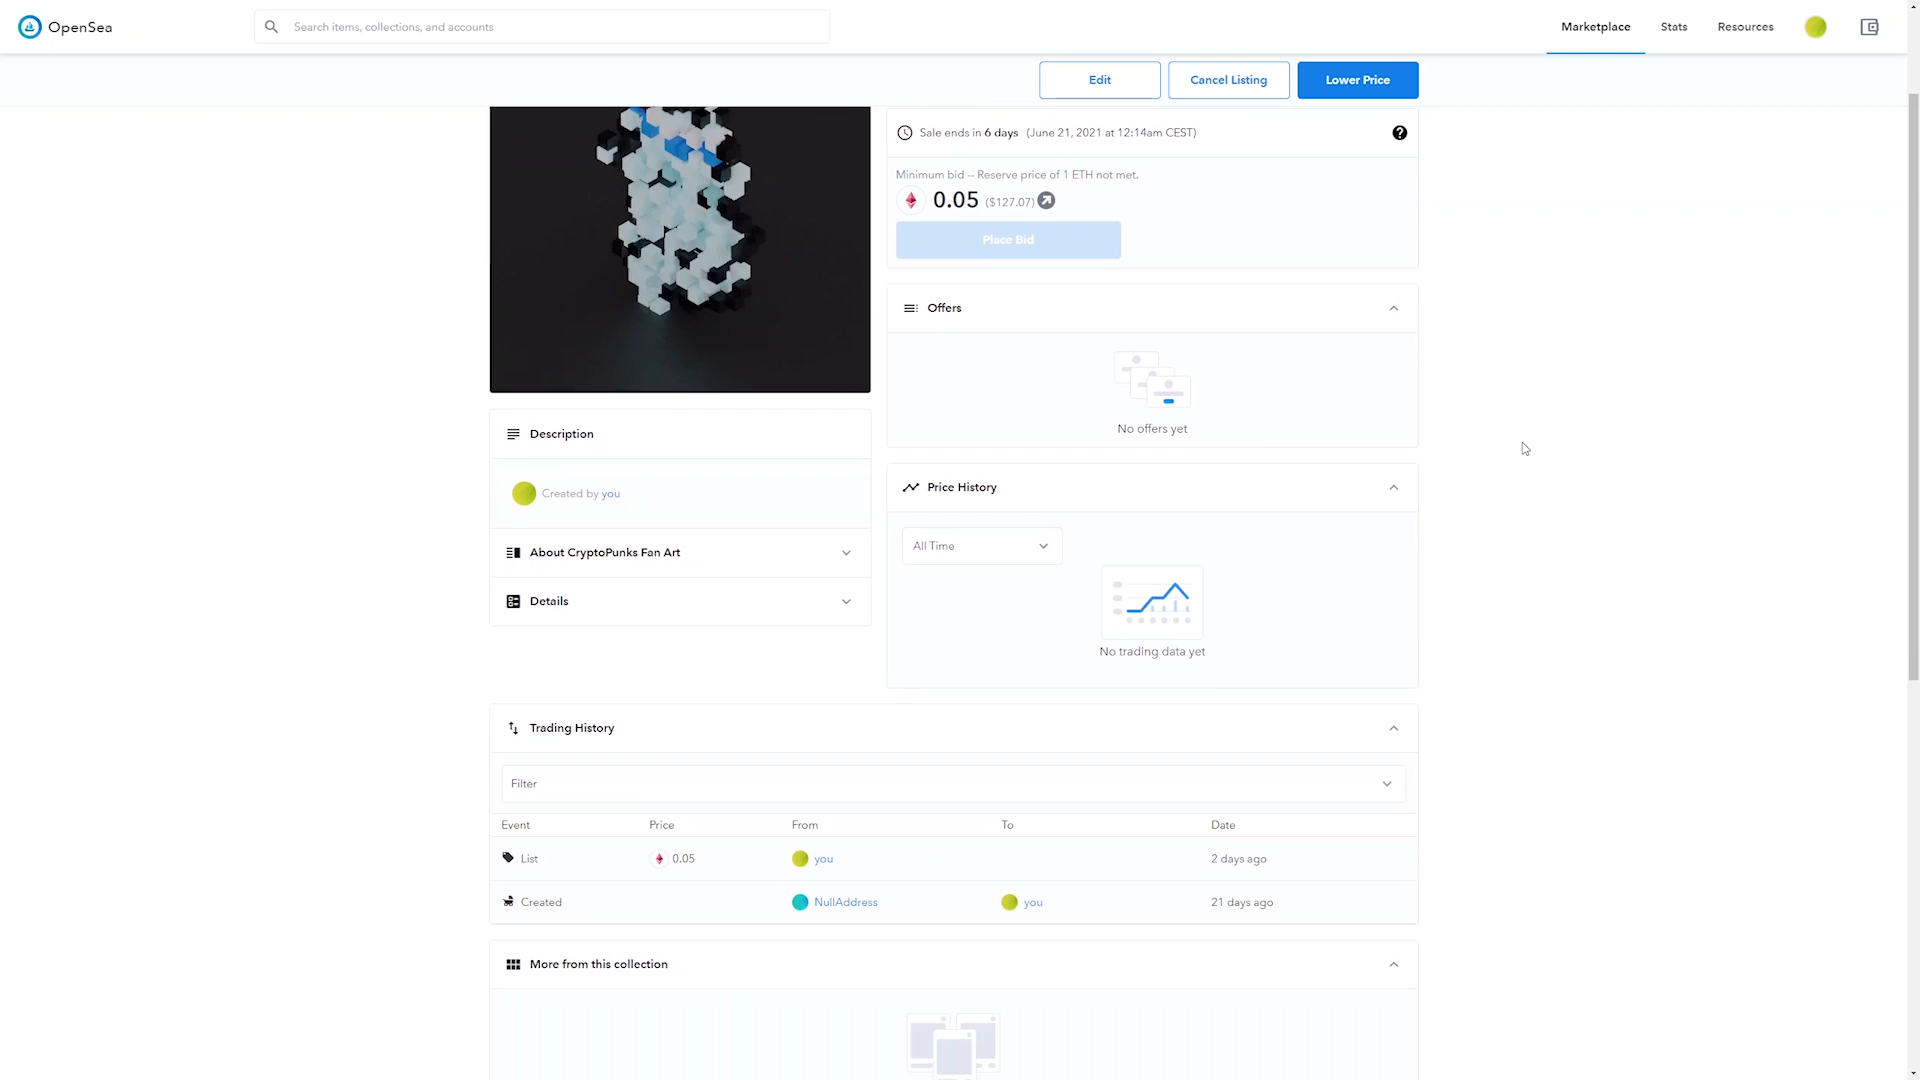 OpenSea
Search items, collections, and accounts
Marketplace
Stats
Resources
Edit
Cancel Listing
Lower Price
Sale ends in 6 days (June 21, 2021 at 12:14am CEST)
Minimum bid -- Reserve price of 1 ETH not met.
0.05 ($127.07)
Place Bid
Offers
No offers yet
Description
Created by you
About CryptoPunks Fan Art
Details
Price History
All Time
No trading data yet
Trading History
Filter
Event Price From To Date
List 0.05 you 2 days ago
Created NullAddress you 21 days ago
More from this collection